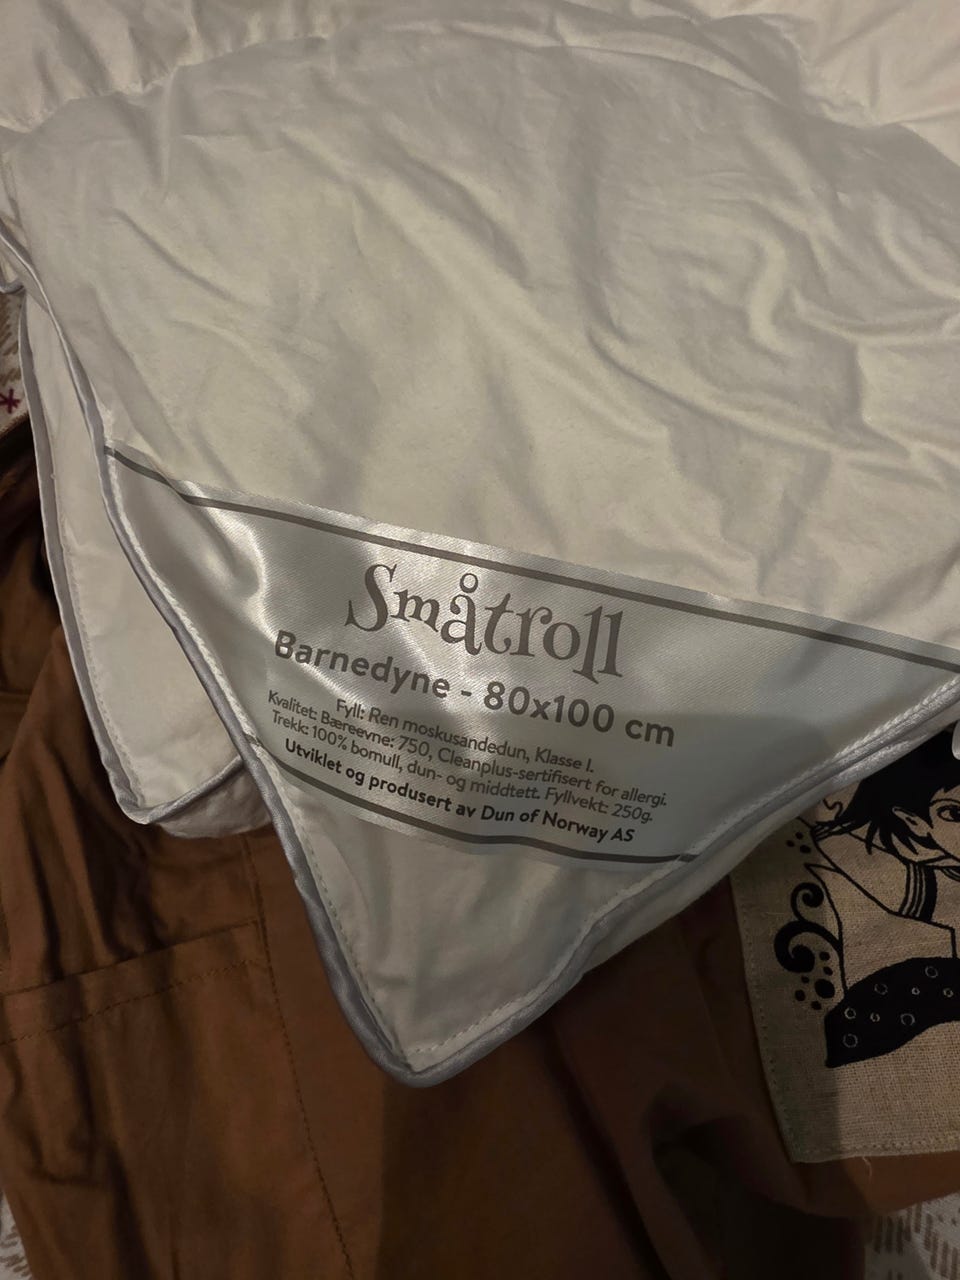 Småtroll
Barnedyne - 80x100 cm
Fyll: Ren moskusandedun, Klasse I.
Kvalitet: Bæreevne: 750, Cleanplus-sertifisert for allergi.
Trekk: 100% bomull, dun- og middtett. Fyllvekt: 250g.
Utviklet og produsert av Dun of Norway AS